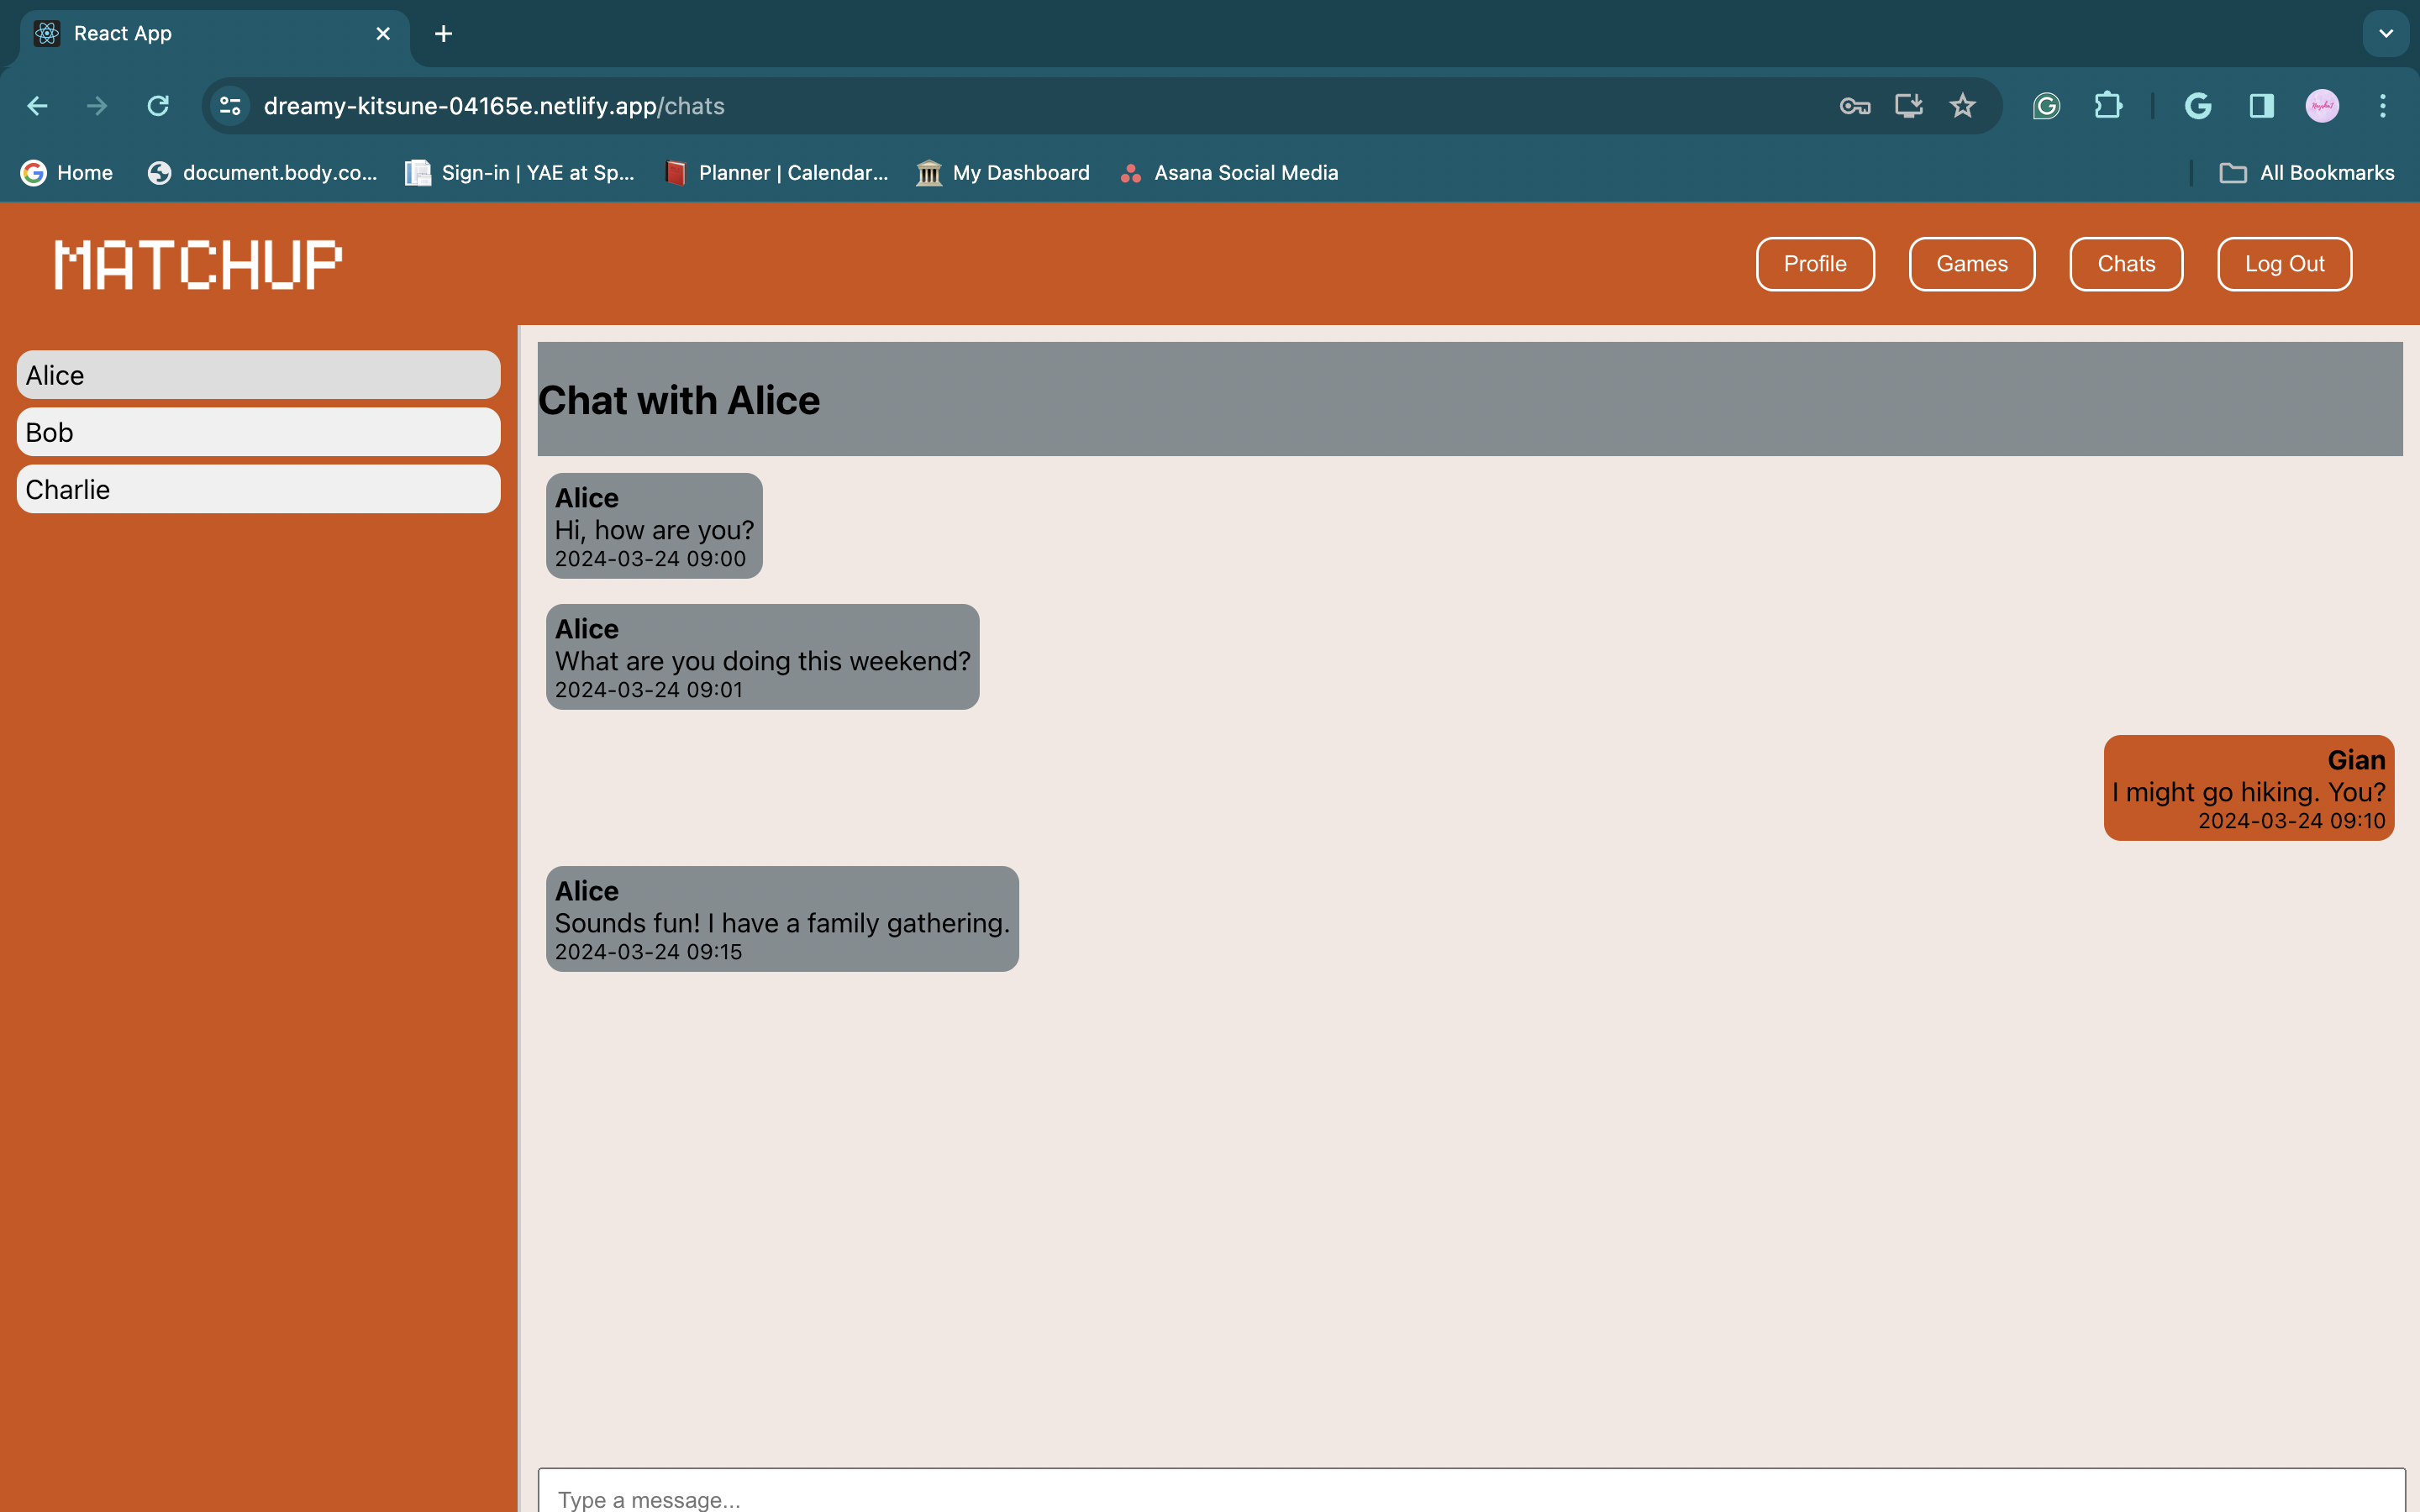 React App
dreamy-kitsune-04165e.netlify.app/chats
Home
document.body.co...
Sign-in | YAE at Sp...
Planner | Calendar...
My Dashboard
Asana Social Media
All Bookmarks
MATCHUP
Profile
Games
Chats
Log Out
Alice
Bob
Charlie
Chat with Alice
Alice
Hi, how are you?
2024-03-24 09:00
Alice
What are you doing this weekend?
2024-03-24 09:01
Gian
I might go hiking. You?
2024-03-24 09:10
Alice
Sounds fun! I have a family gathering.
2024-03-24 09:15
Type a message...